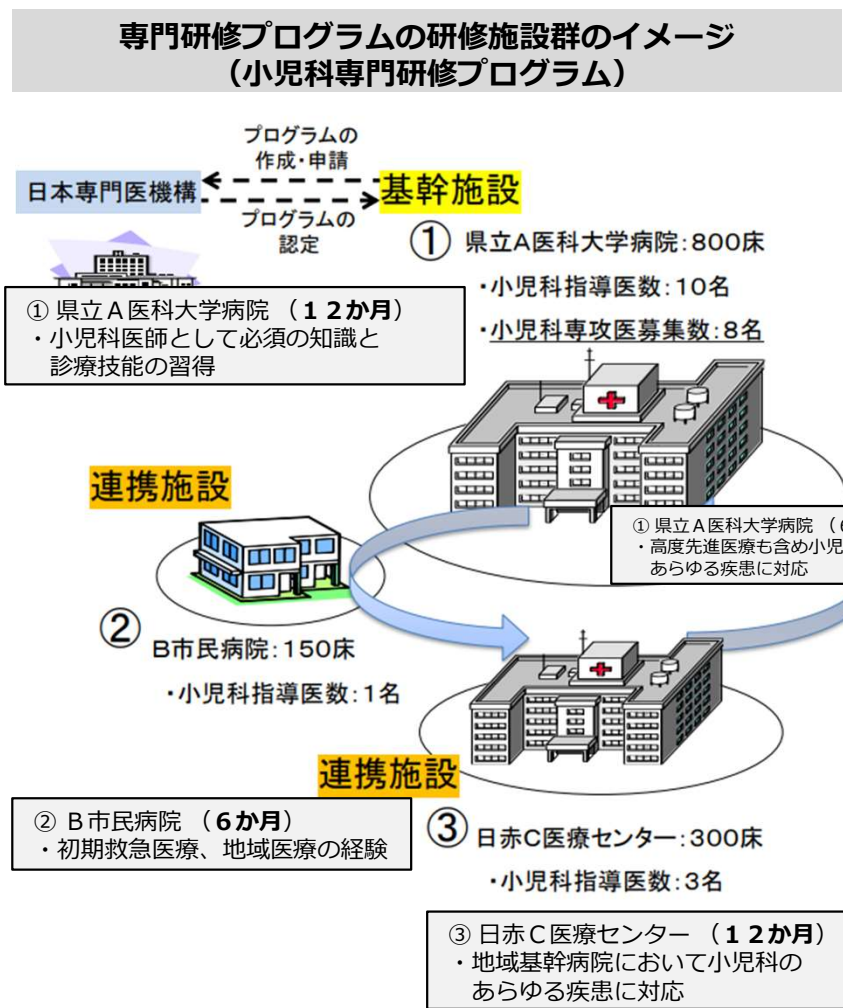 専門研修プログラムの研修施設群のイメージ
（小児科専門研修プログラム）
プログラムの
作成・申請
日本専門医機構
基幹施設
プログラムの
認定
① 県立A医科大学病院：800床
・小児科指導医数：10名
・小児科専攻医募集数：8名
① 県立Ａ医科大学病院 （１２か月）
・小児科医師として必須の知識と
診療技能の習得
連携施設
① 県立Ａ医科大学病院 （
・高度先進医療も含め小児
あらゆる疾患に対応
②
B市民病院：150床
・小児科指導医数：1名
連携施設
② Ｂ市民病院 （６か月）
・初期救急医療、地域医療の経験
③ 日赤C医療センター：300床
・小児科指導医数：3名
③ 日赤Ｃ医療センター （１２か月）
・地域基幹病院において小児科の
あらゆる疾患に対応